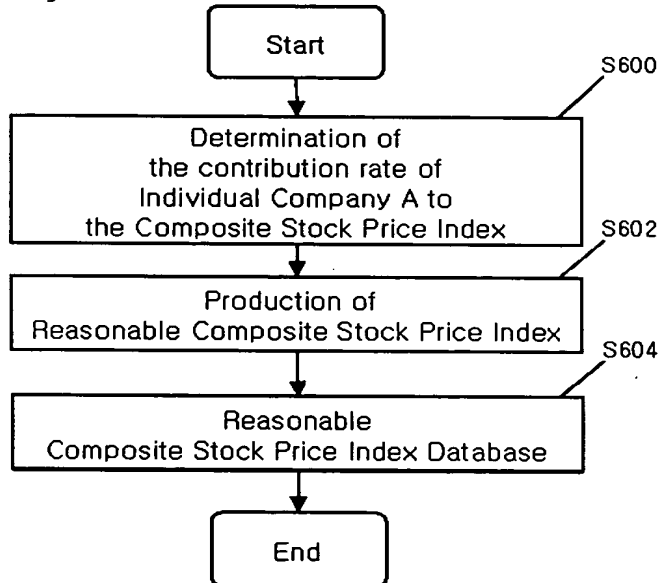 Start
S600
Determination of
the contribution rate of
Individual Company A to
the Composite Stock Price Index
S602
Production of
Reasonable Composite Stock Price Index
S604
Reasonable
Composite Stock Price Index Database
End